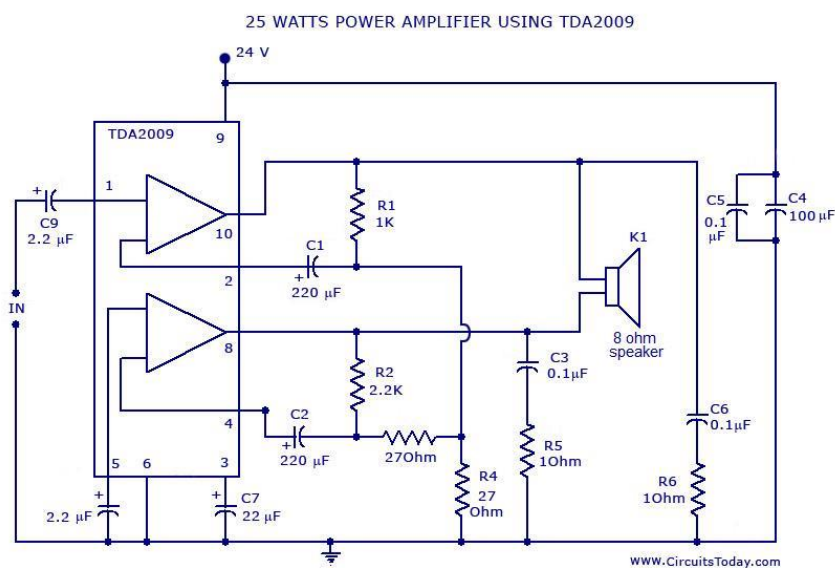 25 WATTS POWER AMPLIFIER USING TDA2009
24 V
TDA2009
9
1
10
2
8
4
5
6
3
C9
2.2 µF
IN
R1
1K
C1
220 µF
R2
2.2K
C2
220 µF
27Ohm
R4
27
Ohm
C3
0.1µF
R5
1Ohm
K1
8 ohm
speaker
C5
0.1
µF
C4
100 µF
C6
0.1µF
R6
1Ohm
2.2 µF
C7
22 µF
+
+
+
+
+
www.CircuitsToday.com